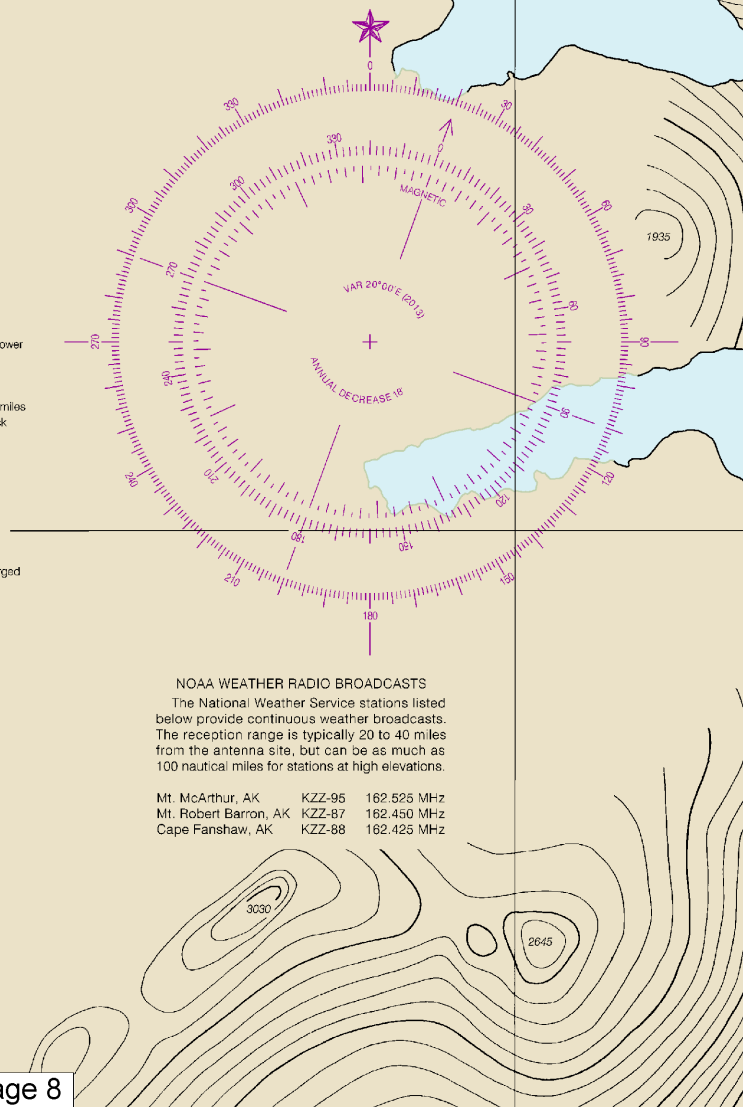 0
330
30
300
60
270
90
240
120
210
150
180
0
330
30
300
60
270
90
240
120
210
150
180
MAGNETIC
VAR 20°00'E (2013)
ANNUAL DECREASE 18'
1935
ower
miles
rged
NOAA WEATHER RADIO BROADCASTS
The National Weather Service stations listed
below provide continuous weather broadcasts.
The reception range is typically 20 to 40 miles
from the antenna site, but can be as much as
100 nautical miles for stations at high elevations.
Mt. McArthur, AK KZZ-95 162.525 MHz
Mt. Robert Barron, AK KZZ-87 162.450 MHz
Cape Fanshaw, AK KZZ-88 162.425 MHz
3030
2645
age 8